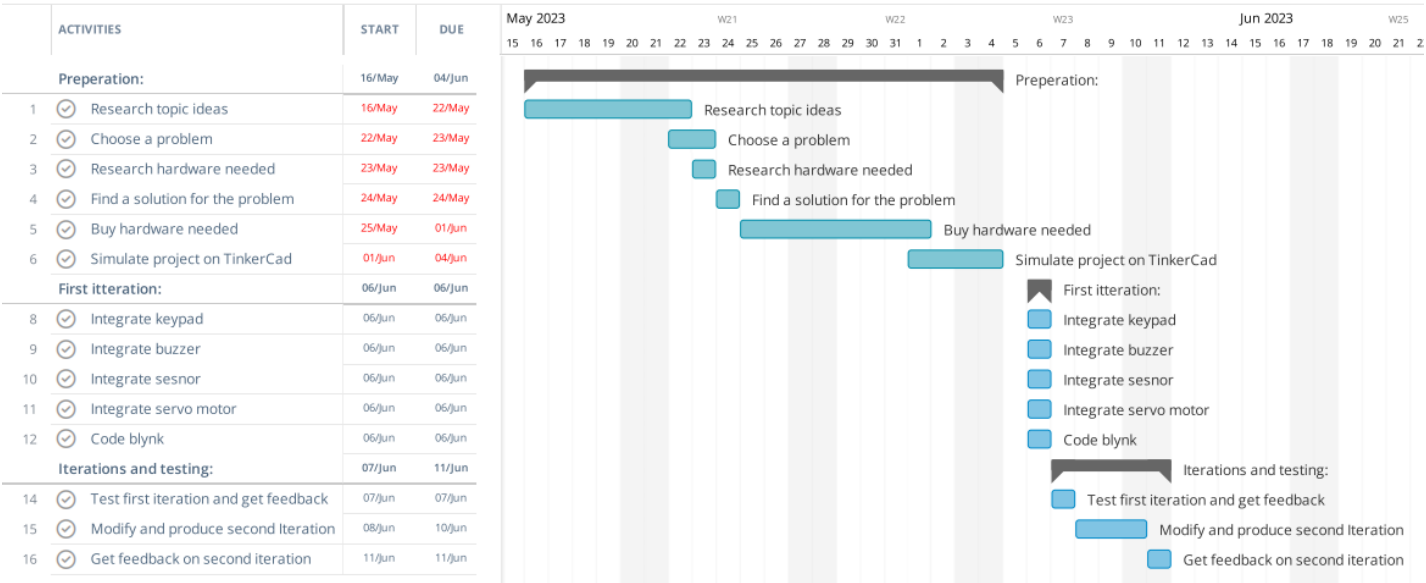 May 2023 W21 W22 W23 Jun 2023 W25
ACTIVITIES START DUE
15 16 17 18 19 20 21 22 23 24 25 26 27 28 29 30 31 1 2 3 4 5 6 7 8 9 10 11 12 13 14 15 16 17 18 19 20 21
Preperation: 16/May 04/Jun Preperation:
1 Research topic ideas 16/May 22/May Research topic ideas
2 Choose a problem 22/May 23/May Choose a problem
3 Research hardware needed 23/May 23/May Research hardware needed
4 Find a solution for the problem 24/May 24/May Find a solution for the problem
5 Buy hardware needed 25/May 01/Jun Buy hardware needed
6 Simulate project on TinkerCad 01/Jun 04/Jun Simulate project on TinkerCad
First itteration: 06/Jun 06/Jun First itteration:
8 Integrate keypad 06/Jun 06/Jun Integrate keypad
9 Integrate buzzer 06/Jun 06/Jun Integrate buzzer
10 Integrate sesnor 06/Jun 06/Jun Integrate sesnor
11 Integrate servo motor 06/Jun 06/Jun Integrate servo motor
12 Code blynk 06/Jun 06/Jun Code blynk
Iterations and testing: 07/Jun 11/Jun Iterations and testing:
14 Test first iteration and get feedback 07/Jun 07/Jun Test first iteration and get feedback
15 Modify and produce second Iteration 08/Jun 10/Jun Modify and produce second Iteration
16 Get feedback on second iteration 11/Jun 11/Jun Get feedback on second iteration